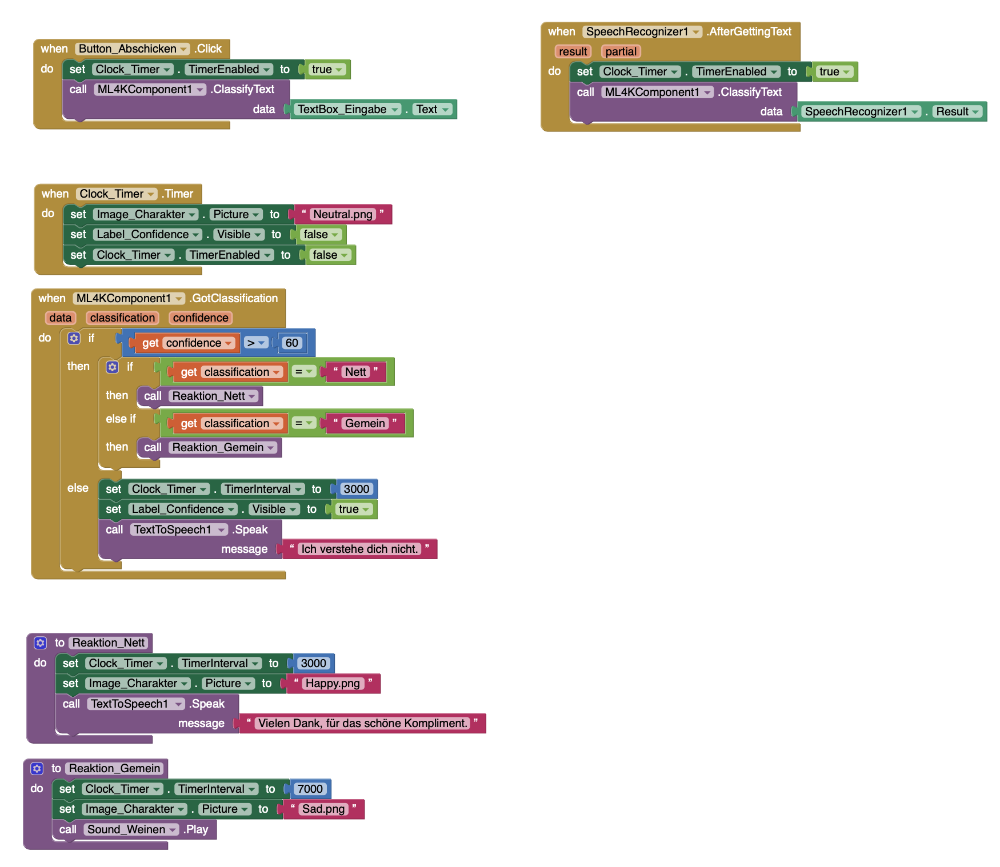 when Button_Abschicken .Click
do set Clock_Timer . TimerEnabled to true
call ML4KComponent1 .ClassifyText
data TextBox_Eingabe . Text
when SpeechRecognizer1 .AfterGettingText
result partial
do set Clock_Timer . TimerEnabled to true
call ML4KComponent1 .ClassifyText
data SpeechRecognizer1 . Result
when Clock_Timer .Timer
do set Image_Charakter . Picture to “ Neutral.png ”
set Label_Confidence . Visible to false
set Clock_Timer . TimerEnabled to false
when ML4KComponent1 .GotClassification
data classification confidence
do if get confidence > 60
then if get classification = “ Nett ”
then call Reaktion_Nett
else if get classification = “ Gemein ”
then call Reaktion_Gemein
else set Clock_Timer . TimerInterval to 3000
set Label_Confidence . Visible to true
call TextToSpeech1 .Speak
message “ Ich verstehe dich nicht. ”
to Reaktion_Nett
do set Clock_Timer . TimerInterval to 3000
set Image_Charakter . Picture to “ Happy.png ”
call TextToSpeech1 .Speak
message “ Vielen Dank, für das schöne Kompliment. ”
to Reaktion_Gemein
do set Clock_Timer . TimerInterval to 7000
set Image_Charakter . Picture to “ Sad.png ”
call Sound_Weinen .Play